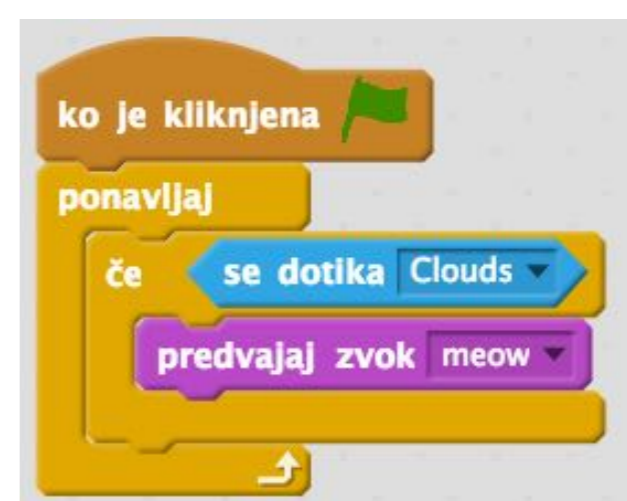 ko je kliknjena
ponavljaj
če se dotika Clouds
predvajaj zvok meow